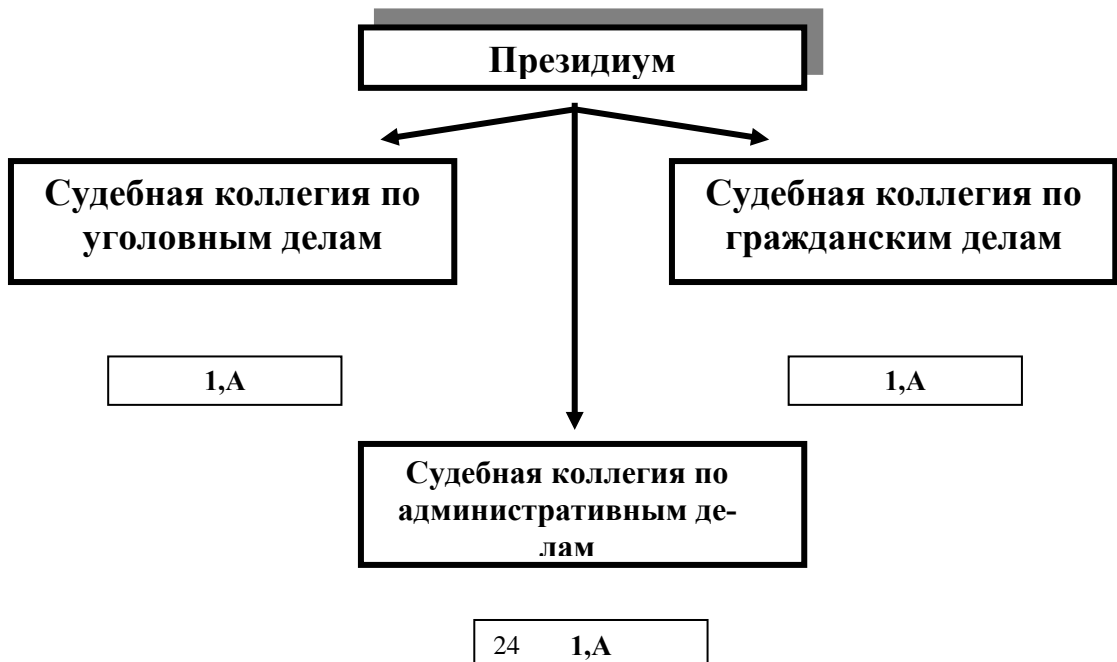 Президиум
Судебная коллегия по
уголовным делам
Судебная коллегия по
гражданским делам
1,А
1,А
Судебная коллегия по
административным де-
лам
24 1,А